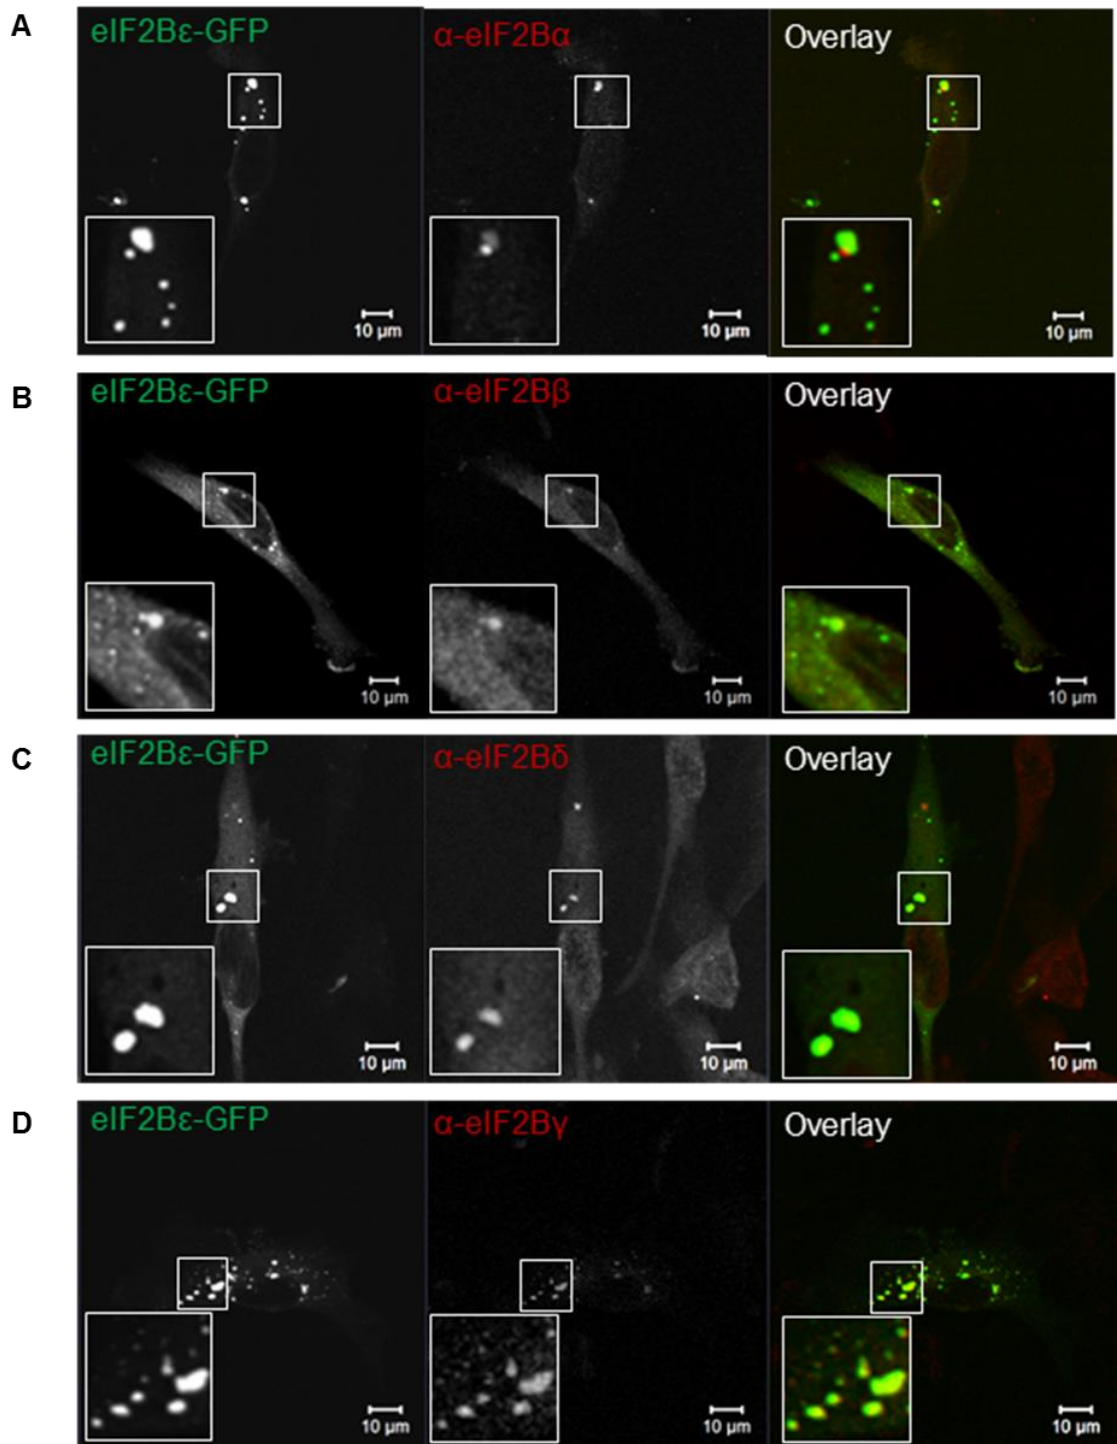 A
eIF2Bε-GFP α-eIF2Bα Overlay
10 µm 10 µm 10 µm
B
eIF2Bε-GFP α-eIF2Bβ Overlay
10 µm 10 µm 10 µm
C
eIF2Bε-GFP α-eIF2Bδ Overlay
10 µm 10 µm 10 µm
D
eIF2Bε-GFP α-eIF2Bγ Overlay
10 µm 10 µm 10 µm